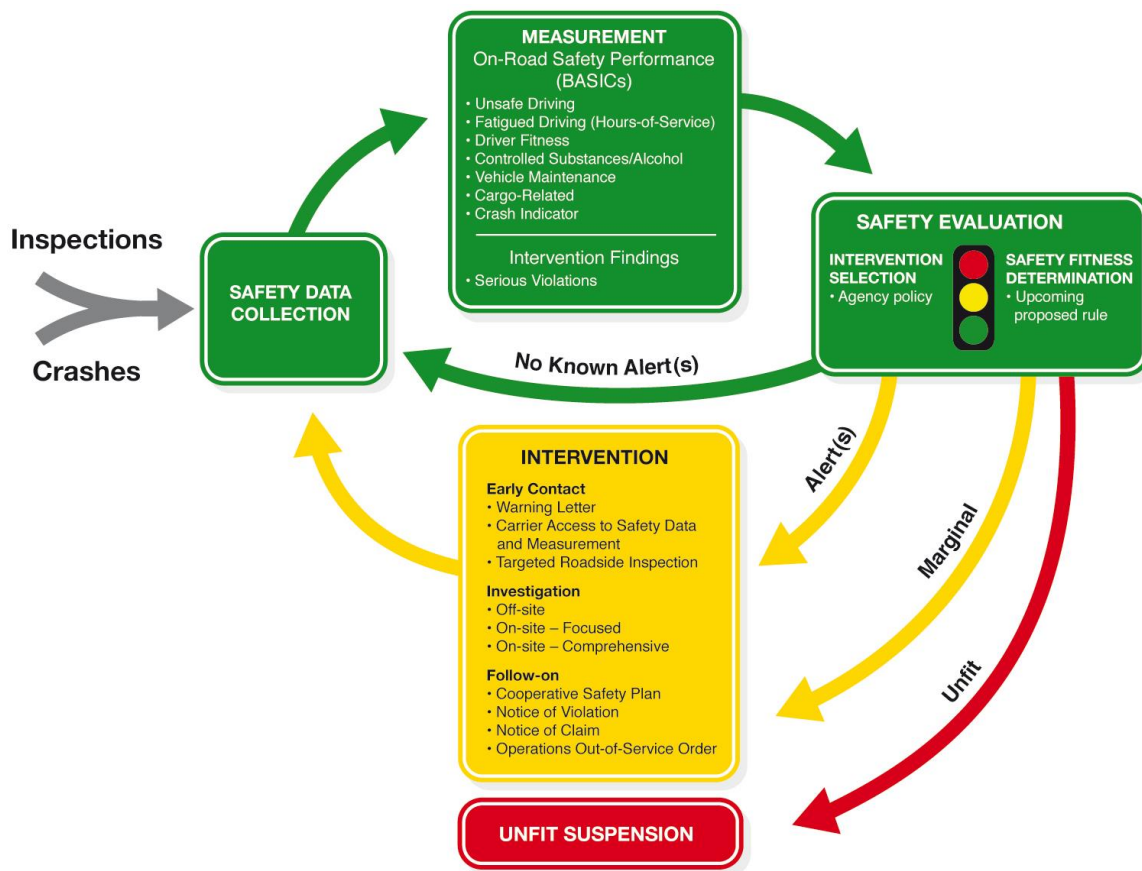 Inspections
Crashes
SAFETY DATA
COLLECTION
MEASUREMENT
On-Road Safety Performance
(BASICs)
• Unsafe Driving
• Fatigued Driving (Hours-of-Service)
• Driver Fitness
• Controlled Substances/Alcohol
• Vehicle Maintenance
• Cargo-Related
• Crash Indicator
Intervention Findings
• Serious Violations
SAFETY EVALUATION
INTERVENTION
SELECTION
• Agency policy
SAFETY FITNESS
DETERMINATION
• Upcoming
proposed rule
No Known Alert(s)
Alert(s)
Marginal
Unfit
INTERVENTION
Early Contact
• Warning Letter
• Carrier Access to Safety Data
and Measurement
• Targeted Roadside Inspection
Investigation
• Off-site
• On-site – Focused
• On-site – Comprehensive
Follow-on
• Cooperative Safety Plan
• Notice of Violation
• Notice of Claim
• Operations Out-of-Service Order
UNFIT SUSPENSION